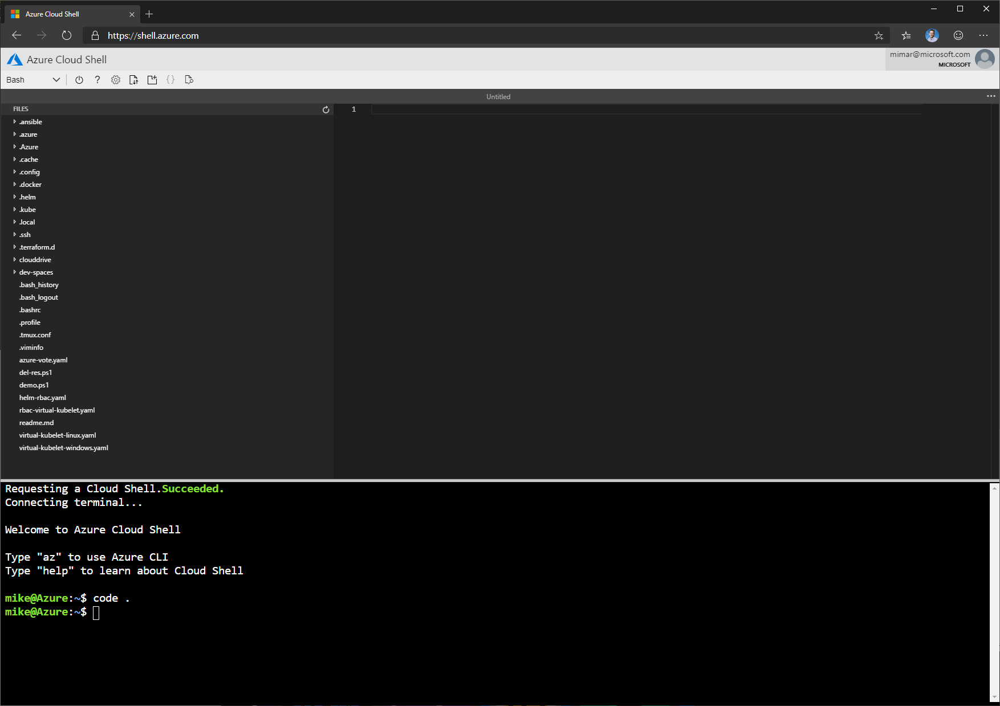 Azure Cloud Shell
https://shell.azure.com
Azure Cloud Shell
mimar@microsoft.com
MICROSOFT
Bash
?
{}
Untitled
FILES
1
.ansible
.azure
.Azure
.cache
.config
.docker
.helm
.kube
.local
.ssh
.terraform.d
clouddrive
dev-spaces
.bash_history
.bash_logout
.bashrc
.profile
.tmux.conf
.viminfo
azure-vote.yaml
del-res.ps1
demo.ps1
helm-rbac.yaml
rbac-virtual-kubelet.yaml
readme.md
virtual-kubelet-linux.yaml
virtual-kubelet-windows.yaml
Requesting a Cloud Shell.Succeeded.
Connecting terminal...
Welcome to Azure Cloud Shell
Type "az" to use Azure CLI
Type "help" to learn about Cloud Shell
mike@Azure:~$ code .
mike@Azure:~$